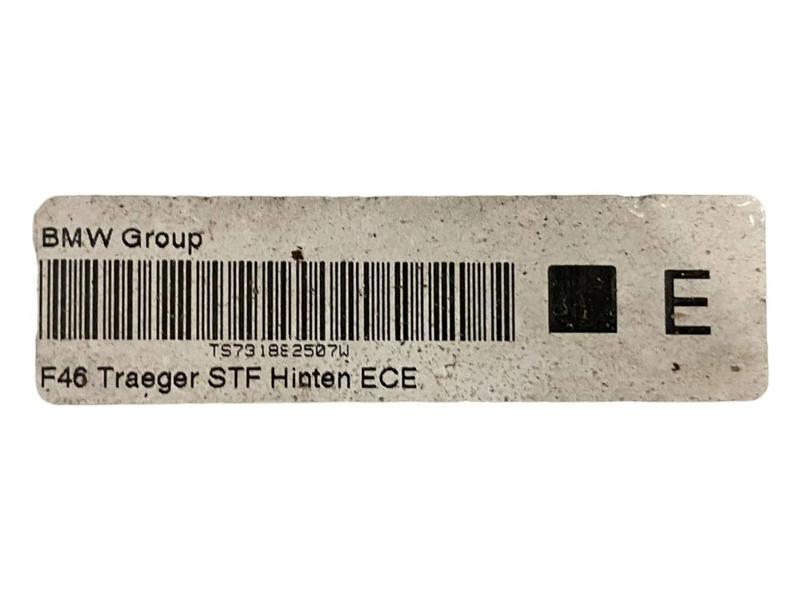 BMW Group
E
TS7318E2507W
F46 Traeger STF Hinten ECE